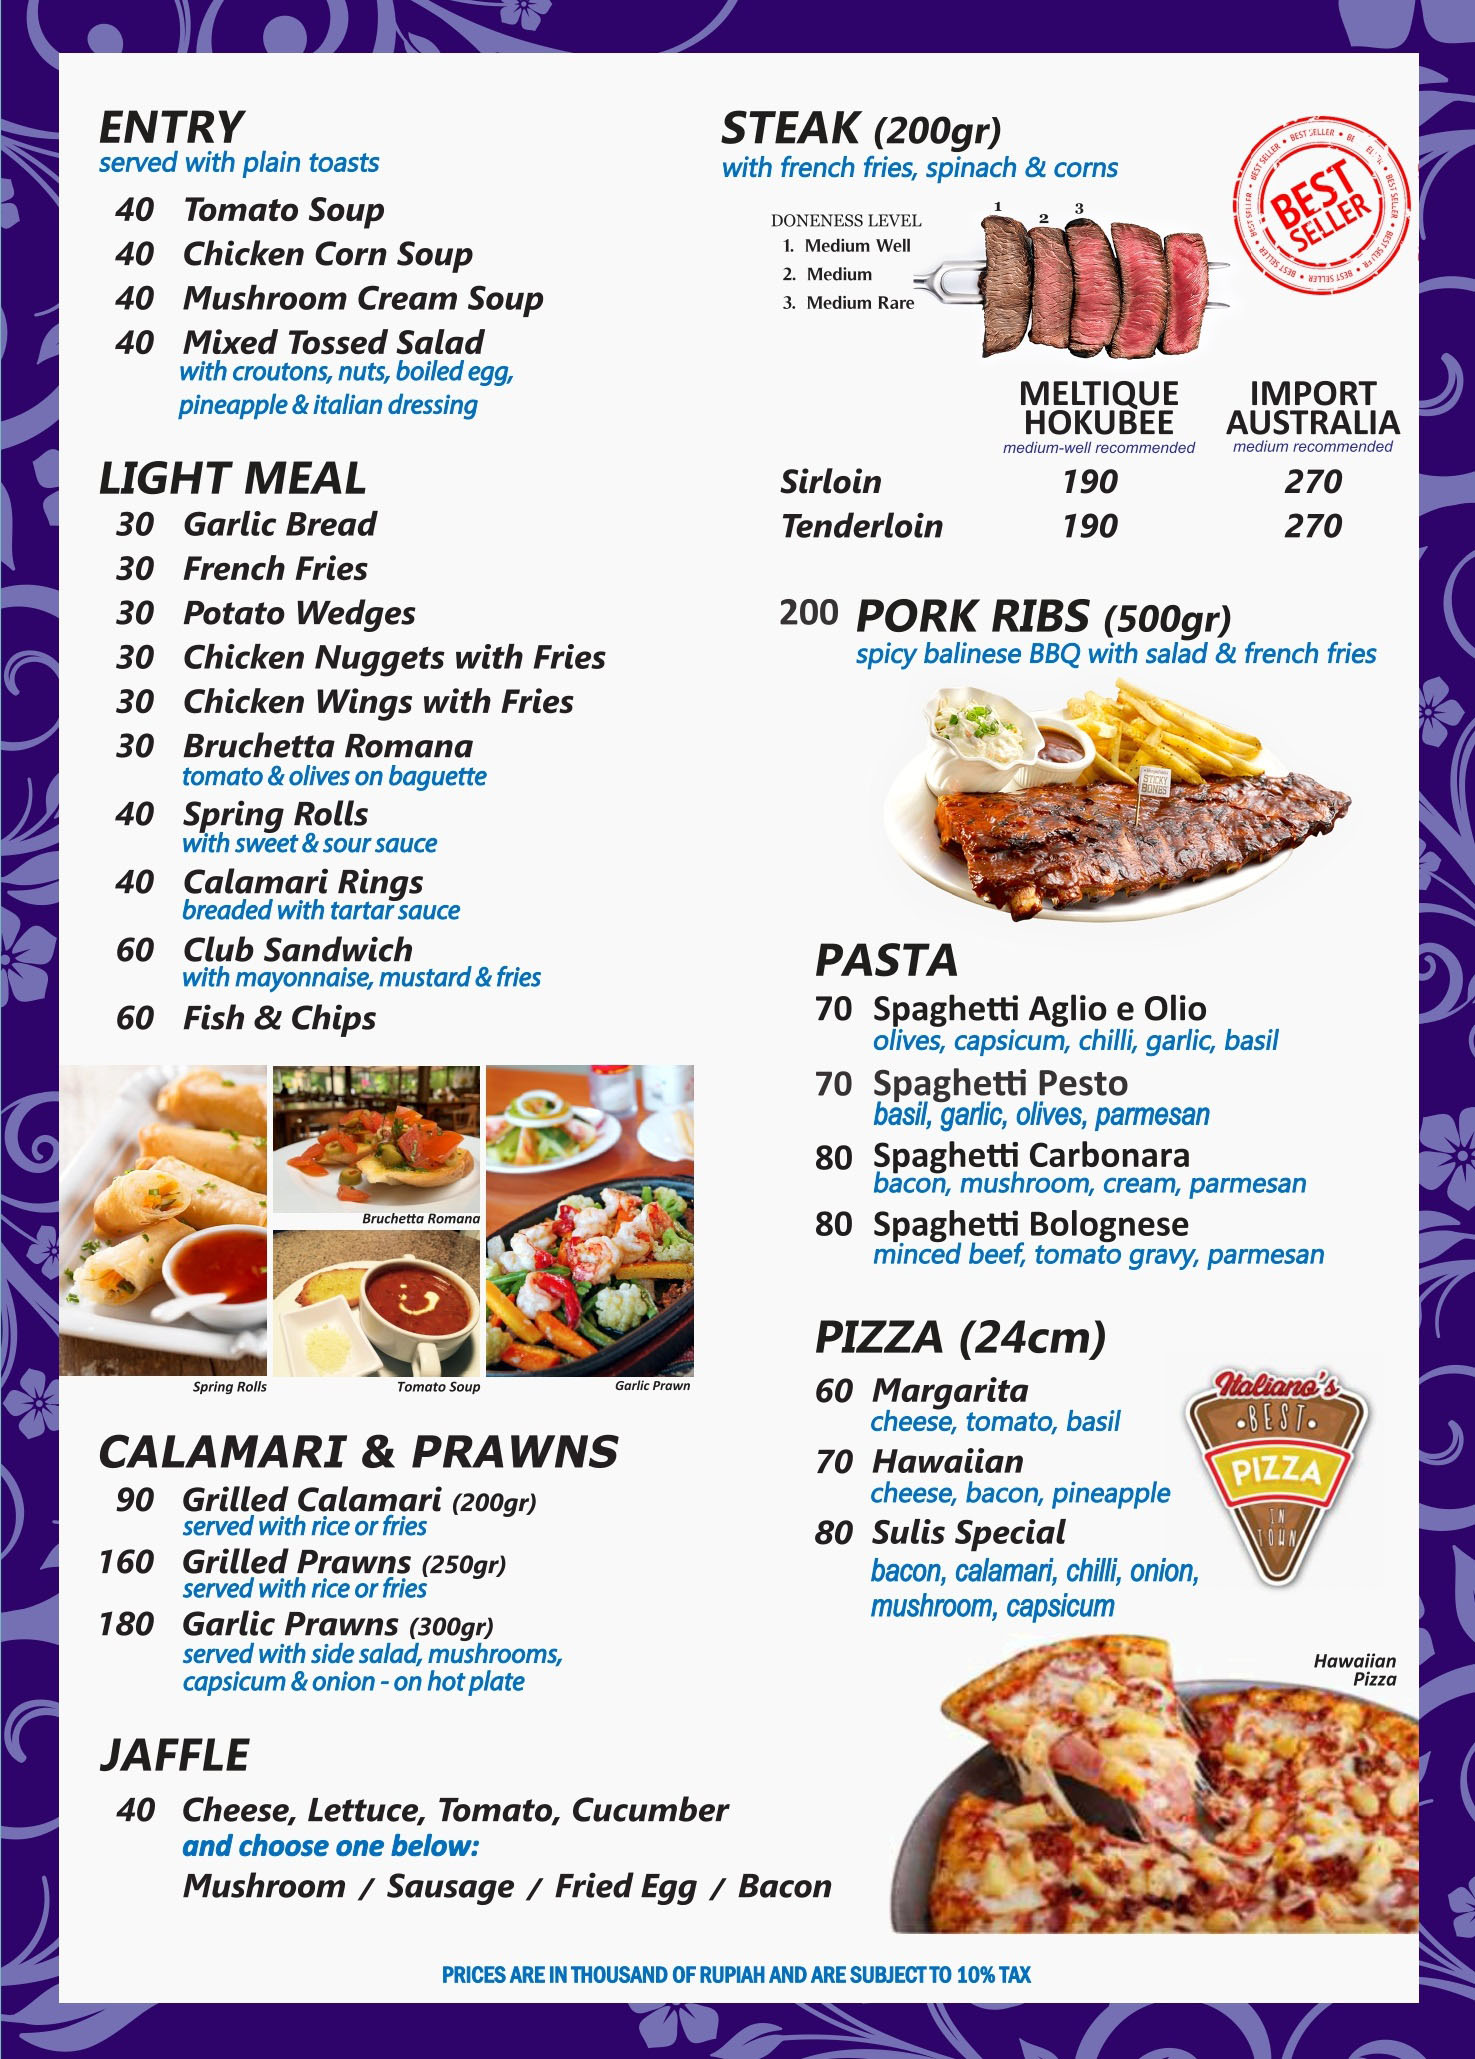 ENTRY
served with plain toasts
40 Tomato Soup
40 Chicken Corn Soup
40 Mushroom Cream Soup
40 Mixed Tossed Salad
with croutons, nuts, boiled egg,
pineapple & italian dressing
LIGHT MEAL
30 Garlic Bread
30 French Fries
30 Potato Wedges
30 Chicken Nuggets with Fries
30 Chicken Wings with Fries
30 Bruchetta Romana
tomato & olives on baguette
40 Spring Rolls
with sweet & sour sauce
40 Calamari Rings
breaded with tartar sauce
60 Club Sandwich
with mayonnaise, mustard & fries
60 Fish & Chips
Bruchetta Romana
Spring Rolls
Tomato Soup
Garlic Prawn
CALAMARI & PRAWNS
90 Grilled Calamari (200gr)
served with rice or fries
160 Grilled Prawns (250gr)
served with rice or fries
180 Garlic Prawns (300gr)
served with side salad, mushrooms,
capsicum & onion - on hot plate
JAFFLE
40 Cheese, Lettuce, Tomato, Cucumber
and choose one below:
Mushroom / Sausage / Fried Egg / Bacon
STEAK (200gr)
with french fries, spinach & corns
DONENESS LEVEL
1. Medium Well
2. Medium
3. Medium Rare
1 2 3
BEST SELLER • BEST SELLER • BEST SELLER • BEST SELLER • BEST SELLER • BEST SELLER
BEST
SELLER
MELTIQUE IMPORT
HOKUBEE AUSTRALIA
medium-well recommended medium recommended
Sirloin 190 270
Tenderloin 190 270
200 PORK RIBS (500gr)
spicy balinese BBQ with salad & french fries
STICKY
BONES
PASTA
70 Spaghetti Aglio e Olio
olives, capsicum, chilli, garlic, basil
70 Spaghetti Pesto
basil, garlic, olives, parmesan
80 Spaghetti Carbonara
bacon, mushroom, cream, parmesan
80 Spaghetti Bolognese
minced beef, tomato gravy, parmesan
PIZZA (24cm)
60 Margarita
cheese, tomato, basil
70 Hawaiian
cheese, bacon, pineapple
80 Sulis Special
bacon, calamari, chilli, onion,
mushroom, capsicum
Italiano's
•BEST•
PIZZA
IN
TOWN
Hawaiian
Pizza
PRICES ARE IN THOUSAND OF RUPIAH AND ARE SUBJECT TO 10% TAX